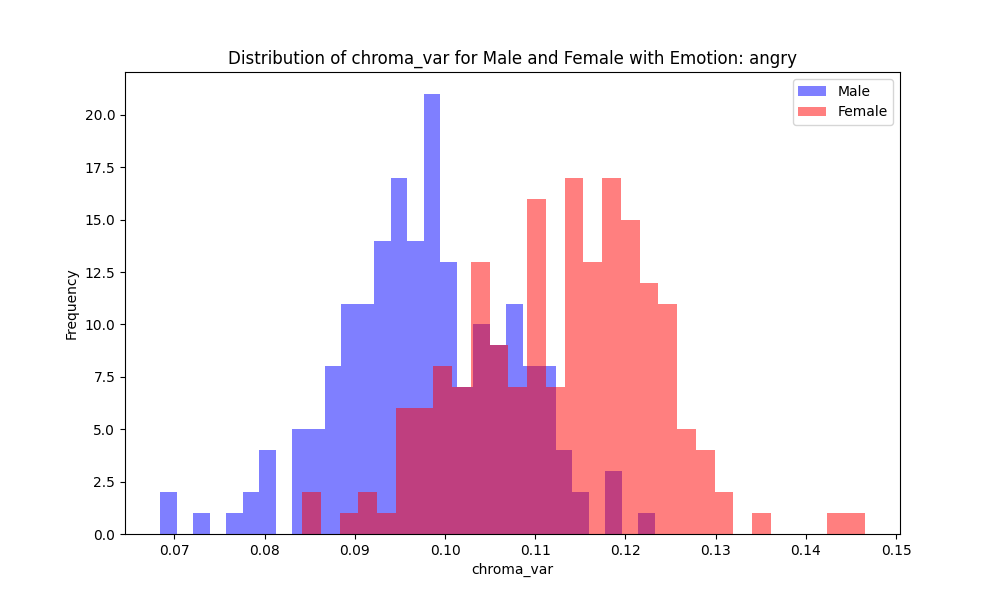 Distribution of chroma_var for Male and Female with Emotion: angry
Male
Female
20.0
17.5
15.0
12.5
10.0
7.5
5.0
2.5
0.0
Frequency
0.07 0.08 0.09 0.10 0.11 0.12 0.13 0.14 0.15
chroma_var